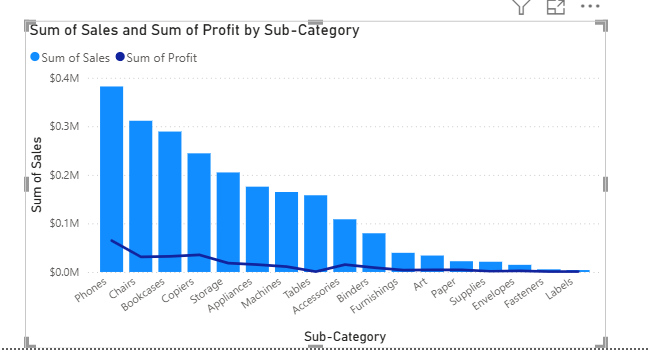 Sum of Sales and Sum of Profit by Sub-Category
Sum of Sales Sum of Profit
$0.4M
$0.3M
$0.2M
$0.1M
$0.0M
Sum of Sales
Phones
Chairs
Bookcases
Copiers
Storage
Appliances
Machines
Tables
Accessories
Binders
Furnishings
Art
Paper
Supplies
Envelopes
Fasteners
Labels
Sub-Category